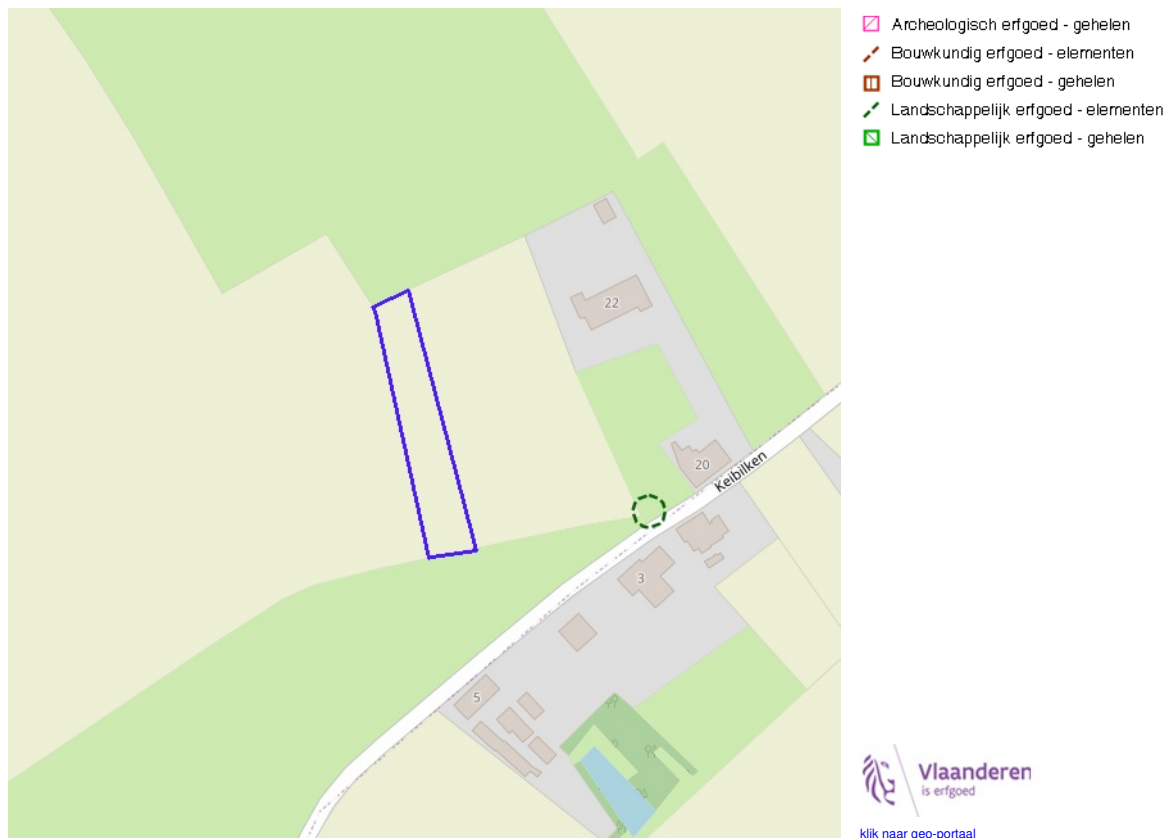 Archeologisch erfgoed - gehelen
Bouwkundig erfgoed - elementen
Bouwkundig erfgoed - gehelen
Landschappelijk erfgoed - elementen
Landschappelijk erfgoed - gehelen
22
20
Keibilken
3
5
Vlaanderen
is erfgoed
klik naar geo-portaal